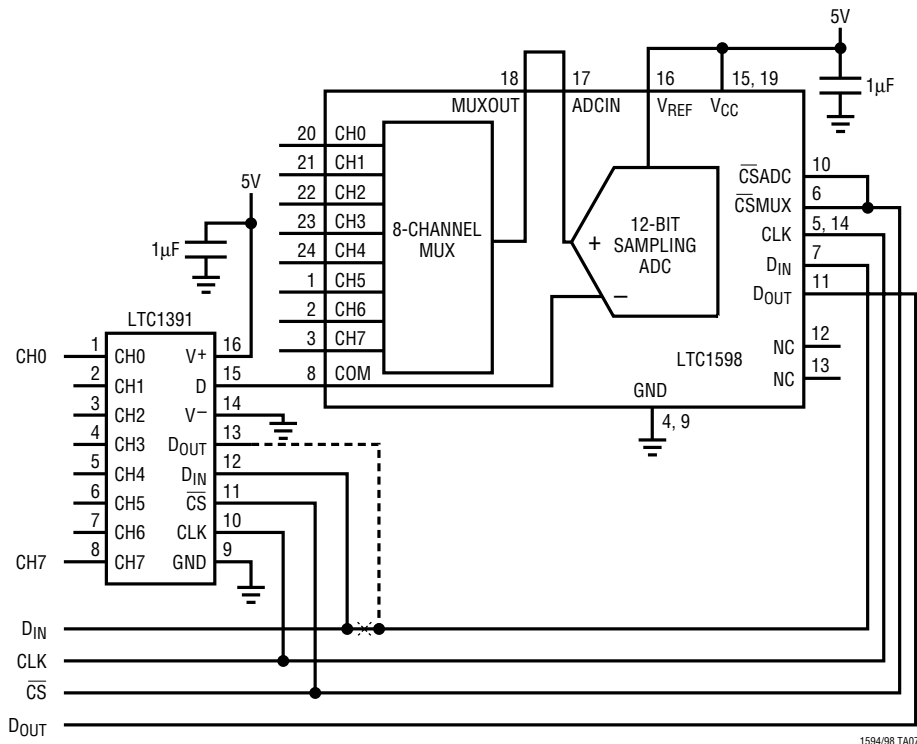 5V
1µF
18
17
16
15, 19
MUXOUT
ADCIN
VREF
VCC
20 CH0
21 CH1
22 CH2
23 CH3
24 CH4
1 CH5
2 CH6
3 CH7
8 COM
8-CHANNEL
MUX
+
12-BIT
SAMPLING
ADC
–
10
CSADC
6
CSMUX
5, 14
CLK
7
DIN
11
DOUT
12
NC
13
NC
LTC1598
GND
4, 9
5V
1µF
LTC1391
CH0 1 CH0 V+ 16
2 CH1 D 15
3 CH2 V– 14
4 CH3 DOUT 13
5 CH4 DIN 12
6 CH5 CS 11
7 CH6 CLK 10
CH7 8 CH7 GND 9
DIN
CLK
CS
DOUT
1594/98 TA07